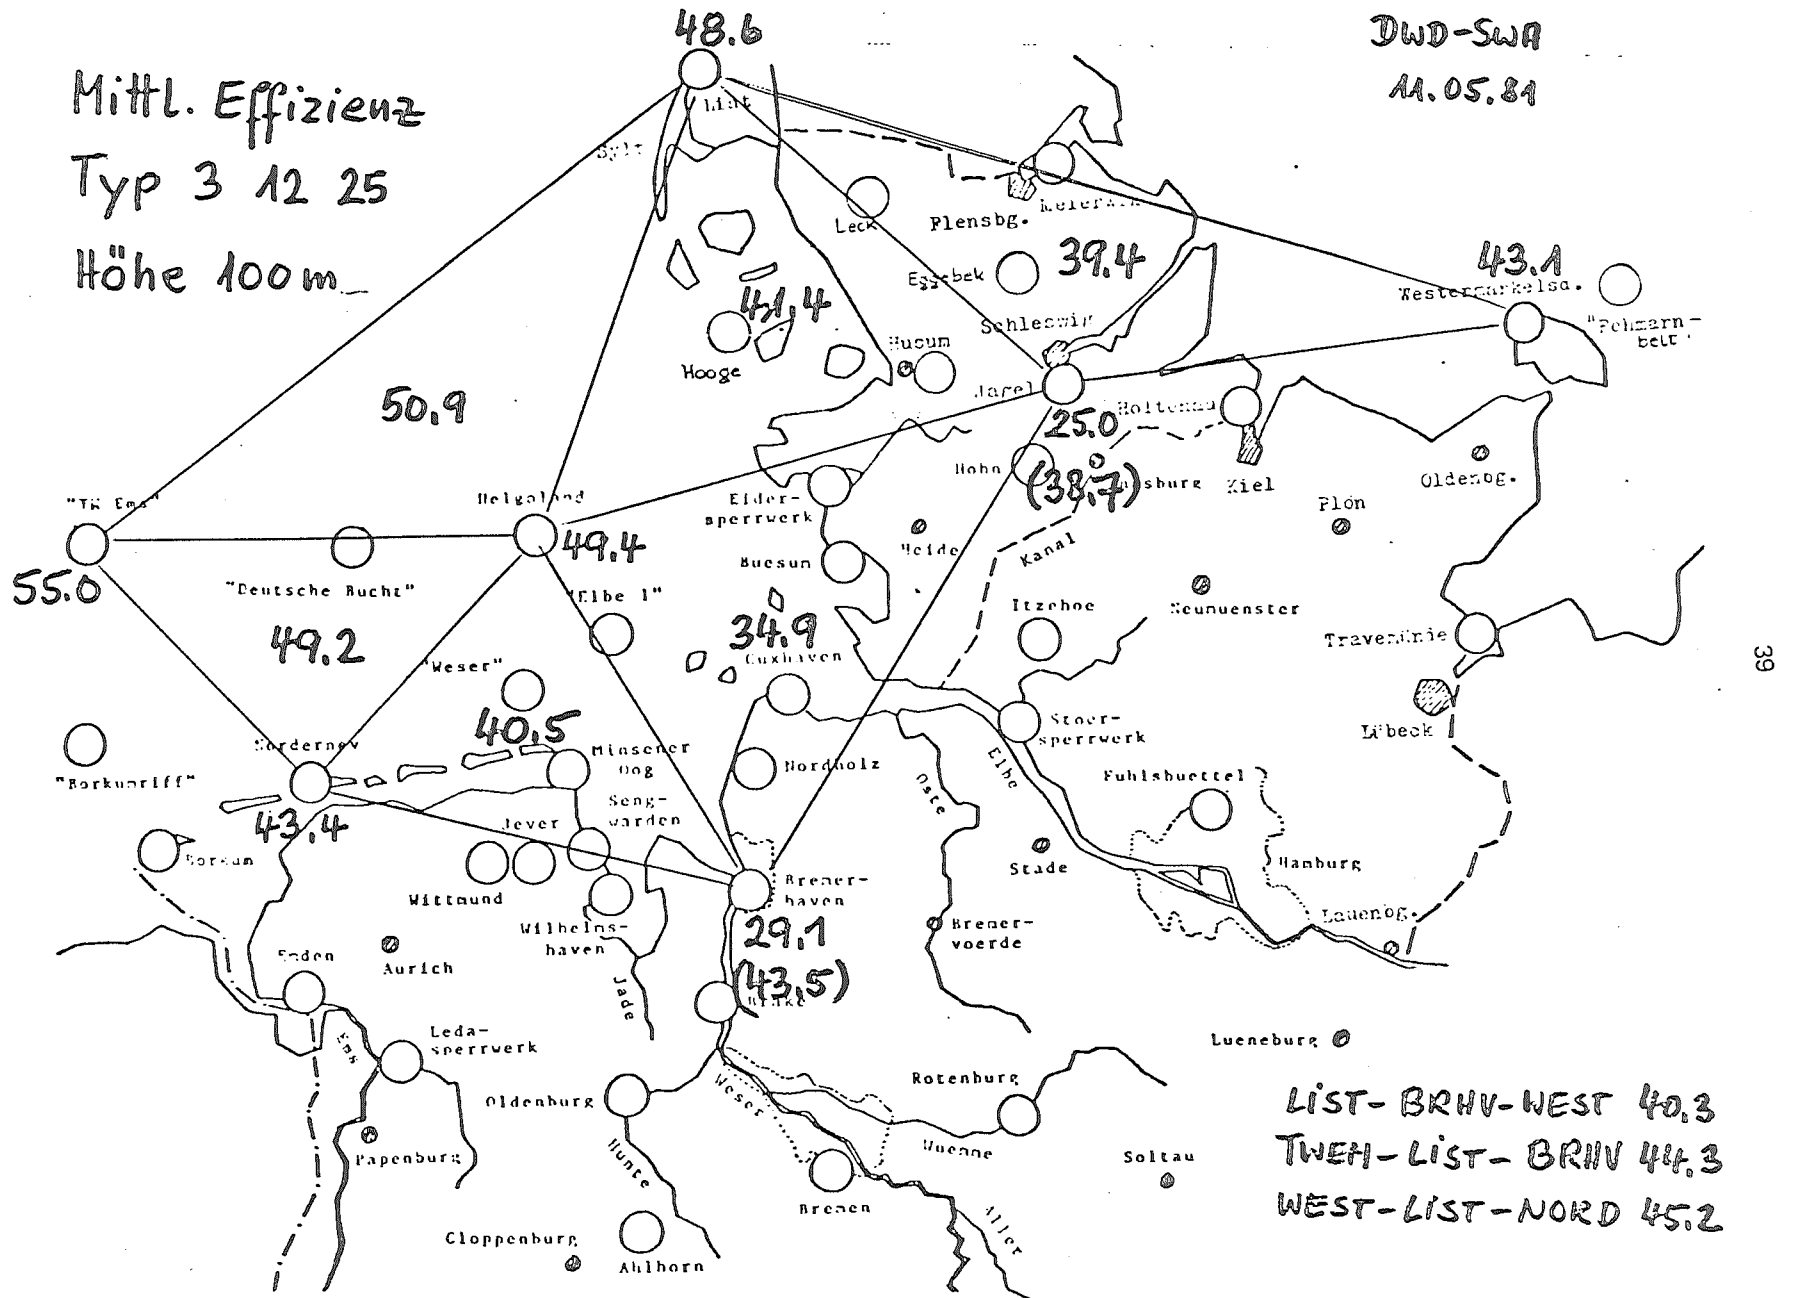 48.6
DWD-SWA
11.05.81
Mittl. Effizienz
Typ 3 12 25
Höhe 100m
List
Sylt
Leck
Flensbg.
39.4
Eggebek
43.1
Westermarkelsd.
"Fehmarn-
belt"
41,4
Schleswig
Hooge
Husum
Jagel
25.0
Holtenau
50,9
Hohn
(38,7)
sburg
Kiel
Oldenbg.
Plön
"TW Ems"
Helgoland
49.4
55.0
Eider-
sperrwerk
Heide
Kanal
"Deutsche Bucht"
Buesum
"Elbe 1"
Itzehoe
Neumuenster
49.2
34.9
Cuxhaven
Travemünde
39
"Weser"
40,5
Lübeck
Norderney
"Borkumriff"
43,4
Minsener
Oog
Nordholz
Stoer-
sperrwerk
Elbe
Oste
Fuhlsbuettel
Jever
Seng-
warden
Borkum
Stade
Hamburg
Wittmund
Bremer-
haven
29,1
(43,5)
Brake
Wilhelms-
haven
Jade
Bremer-
voerde
Lauenbg.
Emden
Aurich
Ems
Leda-
sperrwerk
Lueneburg
Oldenburg
Weser
Rotenburg
Wuemme
Papenburg
Hunte
Bremen
Soltau
Aller
Cloppenburg
Ahlhorn
LIST-BRHV-WEST 40,3
TWEM-LIST-BRHV 44,3
WEST-LIST-NORD 45.2